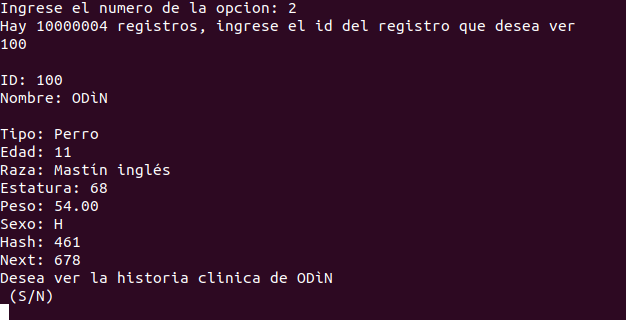 Ingrese el numero de la opcion: 2
Hay 10000004 registros, ingrese el id del registro que desea ver
100
ID: 100
Nombre: ODìN
Tipo: Perro
Edad: 11
Raza: Mastín inglés
Estatura: 68
Peso: 54.00
Sexo: H
Hash: 461
Next: 678
Desea ver la historia clinica de ODìN
(S/N)